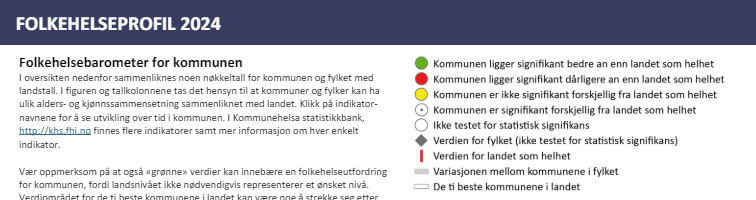 FOLKEHELSEPROFIL 2024
Folkehelsebarometer for kommunen
I oversikten nedenfor sammenliknes noen nøkkeltall for kommunen og fylket med
landstall. I figuren og tallkolonnene tas det hensyn til at kommuner og fylker kan ha
ulik alders- og kjønnssammensetning sammenliknet med landet. Klikk på indikator-
navnene for å se utvikling over tid i kommunen. I Kommunehelsa statistikkbank,
http://khs.fhi.no finnes flere indikatorer samt mer informasjon om hver enkelt
indikator.
Vær oppmerksom på at også «grønne» verdier kan innebære en folkehelseutfordring
for kommunen, fordi landsnivået ikke nødvendigvis representerer et ønsket nivå.
Verdiområdet for de ti beste kommunene i landet kan være noe å strekke seg etter.
Kommunen ligger signifikant bedre an enn landet som helhet
Kommunen ligger signifikant dårligere an enn landet som helhet
Kommunen er ikke signifikant forskjellig fra landet som helhet
Kommunen er signifikant forskjellig fra landet som helhet
Ikke testet for statistisk signifikans
Verdien for fylket (ikke testet for statistisk signifikans)
Verdien for landet som helhet
Variasjonen mellom kommunene i fylket
De ti beste kommunene i landet